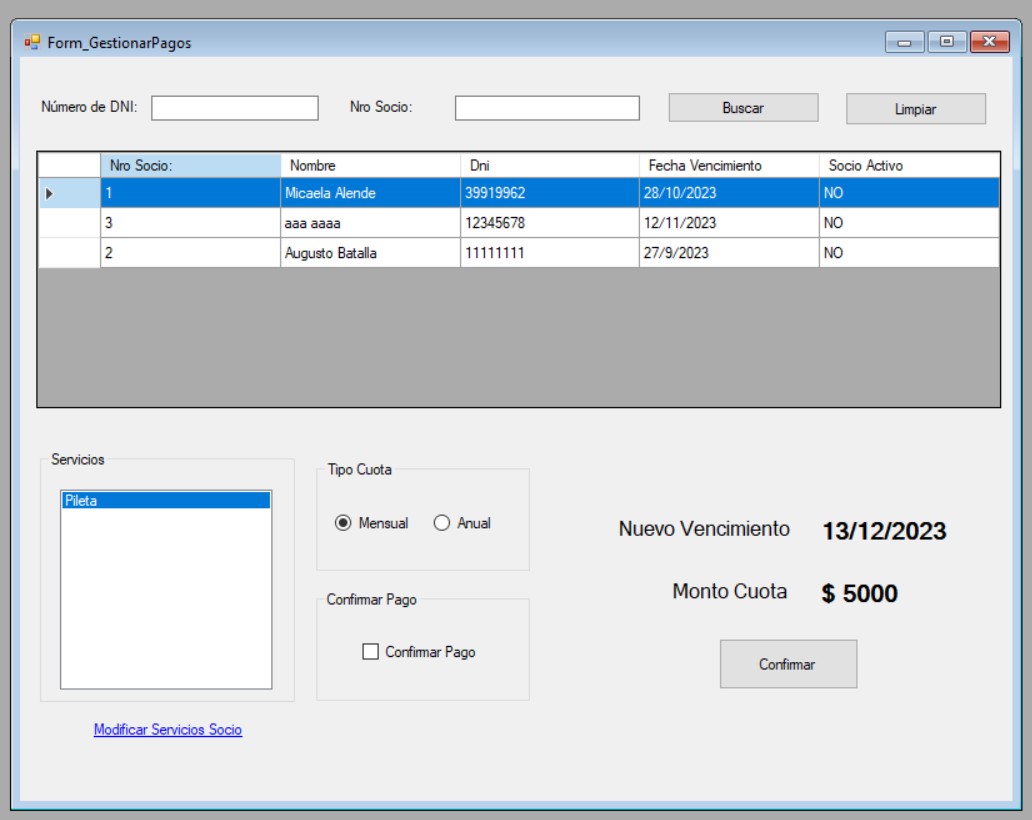 Form_GestionarPagos
Número de DNI: Nro Socio: Buscar Limpiar
Nro Socio: Nombre Dni Fecha Vencimiento Socio Activo
1 Micaela Alende 39919962 28/10/2023 NO
3 aaa aaaa 12345678 12/11/2023 NO
2 Augusto Batalla 11111111 27/9/2023 NO
Servicios
Pileta
Modificar Servicios Socio
Tipo Cuota
Mensual Anual
Confirmar Pago
Confirmar Pago
Nuevo Vencimiento 13/12/2023
Monto Cuota $ 5000
Confirmar